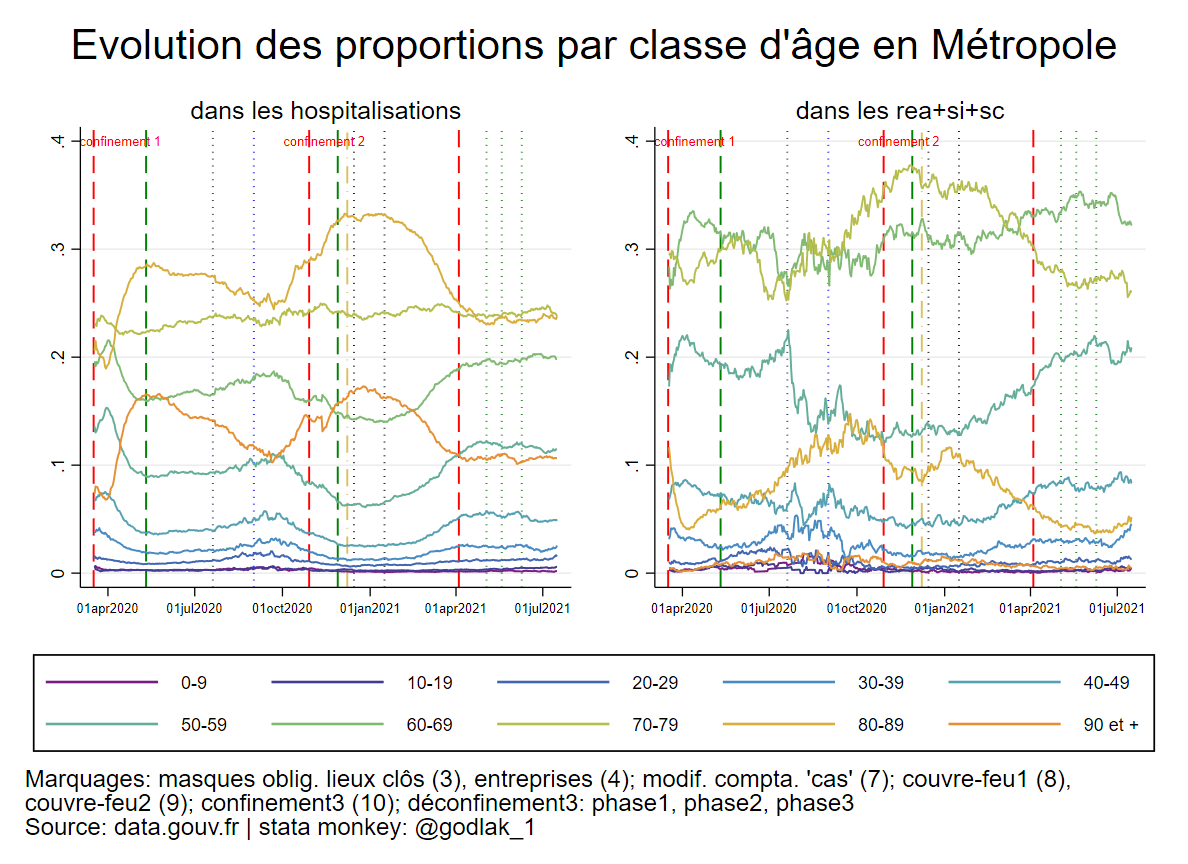 Evolution des proportions par classe d'âge en Métropole
dans les hospitalisations
confinement 1
confinement 2
.4
.3
.2
.1
0
01apr2020 01jul2020 01oct2020 01jan2021 01apr2021 01jul2021
dans les rea+si+sc
confinement 1
confinement 2
.4
.3
.2
.1
0
01apr2020 01jul2020 01oct2020 01jan2021 01apr2021 01jul2021
0-9 10-19 20-29 30-39 40-49
50-59 60-69 70-79 80-89 90 et +
Marquages: masques oblig. lieux clôs (3), entreprises (4); modif. compta. 'cas' (7); couvre-feu1 (8),
couvre-feu2 (9); confinement3 (10); déconfinement3: phase1, phase2, phase3
Source: data.gouv.fr | stata monkey: @godlak_1